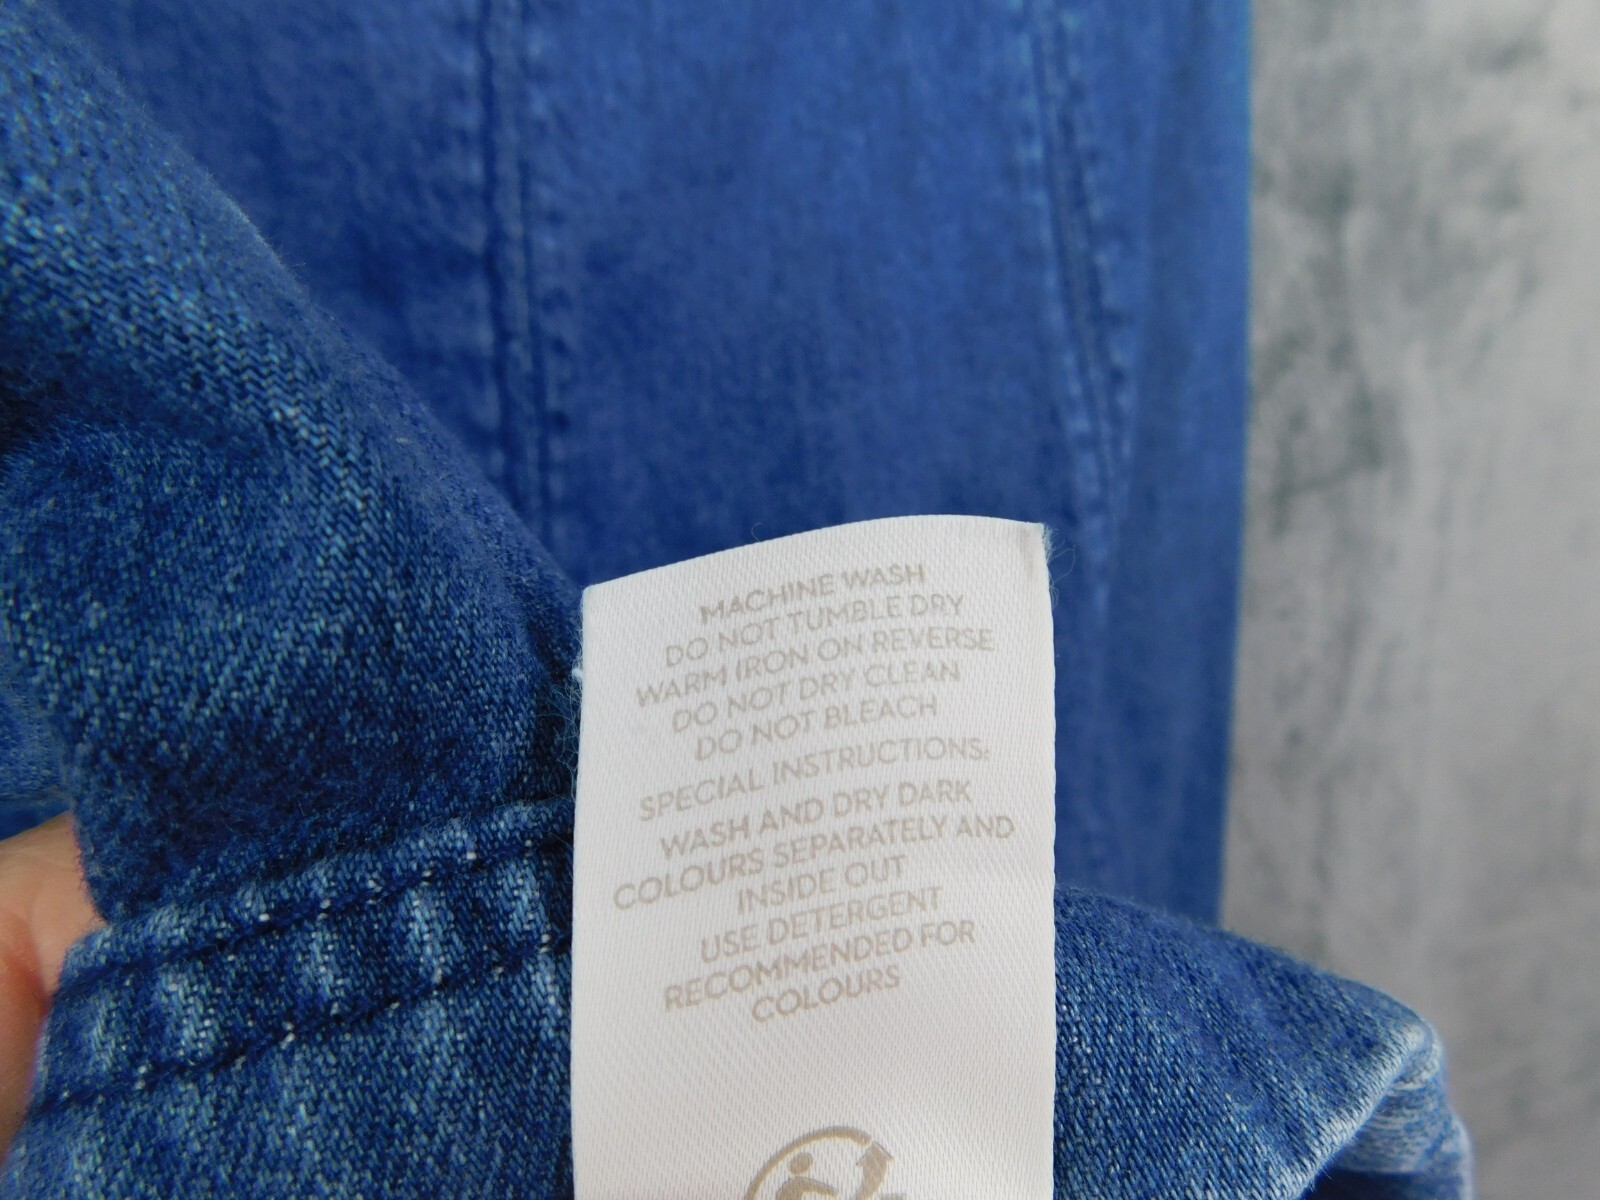 MACHINE WASH
DO NOT TUMBLE DRY
WARM IRON ON REVERSE
DO NOT DRY CLEAN
DO NOT BLEACH
SPECIAL INSTRUCTIONS:
WASH AND DRY DARK
COLOURS SEPARATELY AND
INSIDE OUT
USE DETERGENT
RECOMMENDED FOR
COLOURS